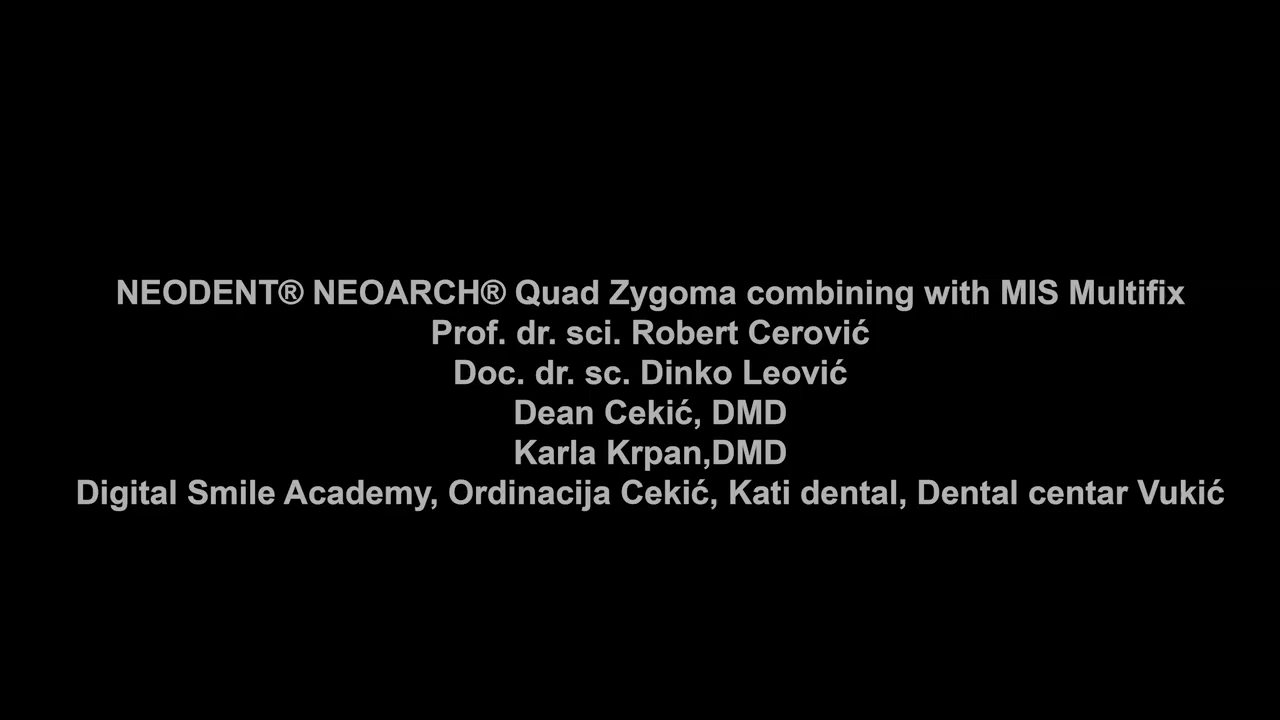 NEODENT® NEOARCH® Quad Zygoma combining with MIS Multifix
Prof. dr. sci. Robert Cerović
Doc. dr. sc. Dinko Leović
Dean Cekić, DMD
Karla Krpan,DMD
Digital Smile Academy, Ordinacija Cekić, Kati dental, Dental centar Vukić